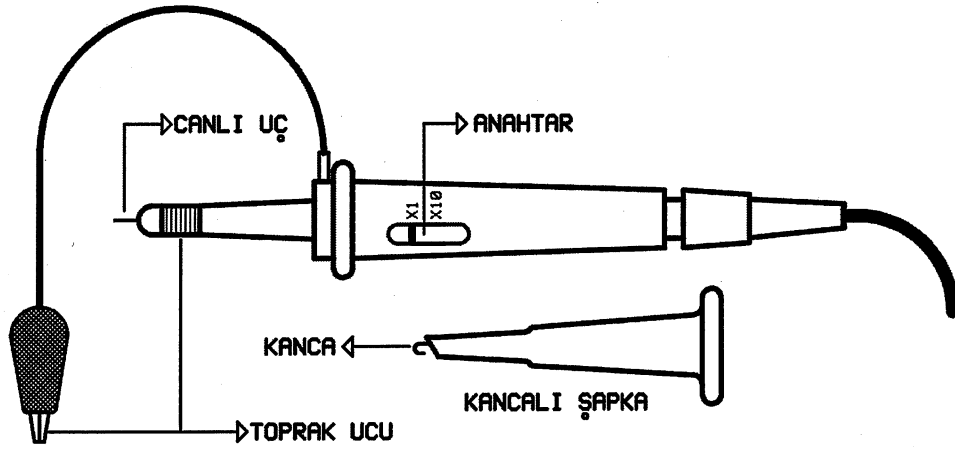 CANLI UÇ
ANAHTAR
X1
X10
KANCA
KANCALI ŞAPKA
TOPRAK UCU